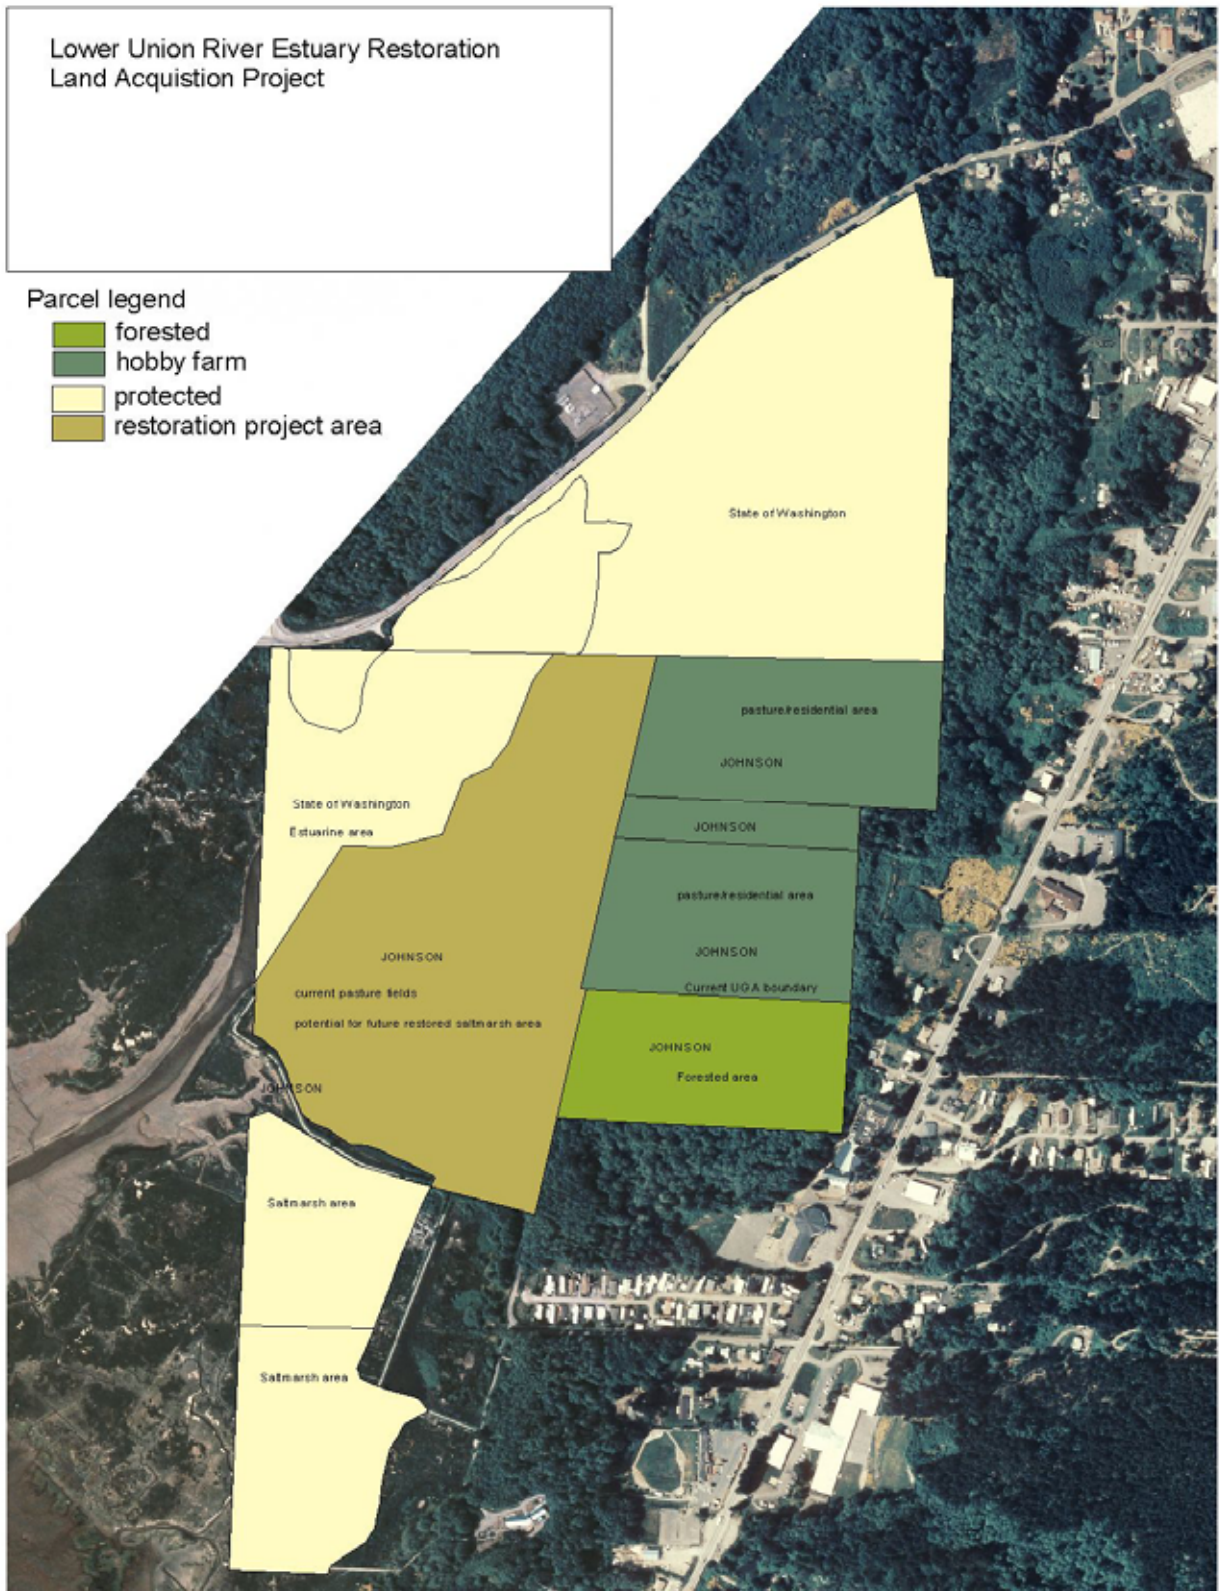 Lower Union River Estuary Restoration
Land Acquistion Project
Parcel legend
forested
hobby farm
protected
restoration project area
State of Washington
pasture/residential area
JOHNSON
State of Washington
Estuarine area
JOHNSON
pasture/residential area
JOHNSON
Current UGA boundary
JOHNSON
current pasture fields
potential for future restored saltmarsh area
JOHNSON
Forested area
JOHNSON
Saltmarsh area
Saltmarsh area